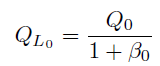 Q_{L_0} = \frac{Q_0}{1 + \beta_0}